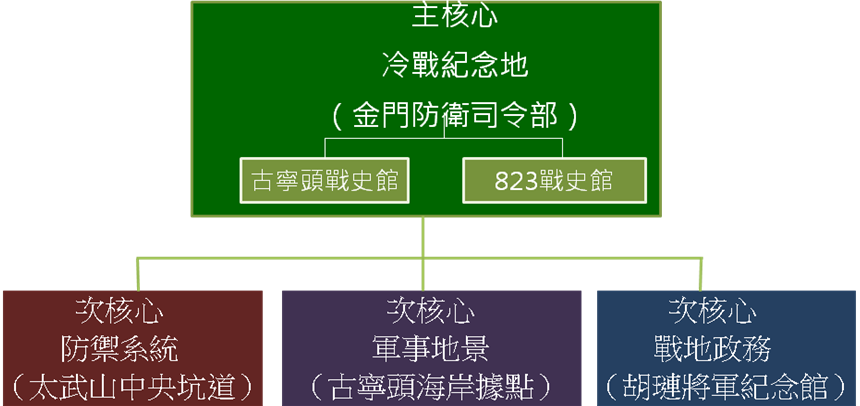 主核心
冷戰紀念地
（金門防衛司令部）
古寧頭戰史館
823戰史館
次核心
防禦系統
（太武山中央坑道）
次核心
軍事地景
（古寧頭海岸據點）
次核心
戰地政務
（胡璉將軍紀念館）